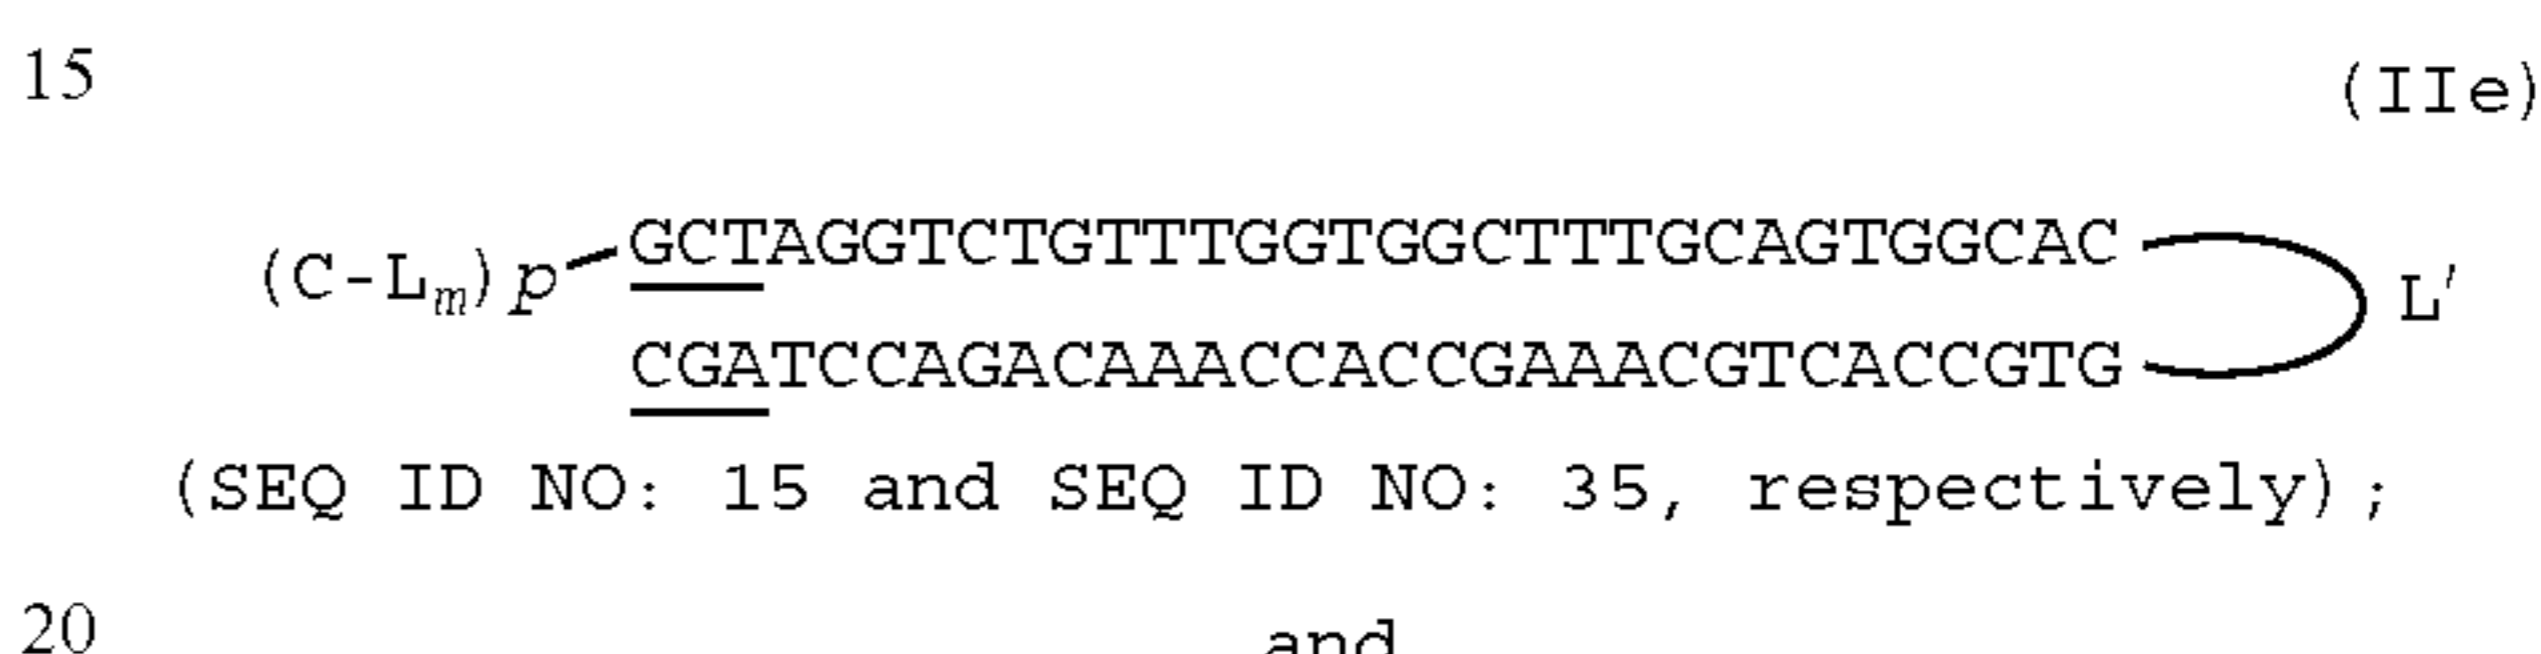 15
(IIe)
(C-Lm)p GCTAGGTCTGTTTGGTGGCTTTGCAGTGGCAC
L'
CGATCCAGACAAACCACCGAAACGTCACCGTG
(SEQ ID NO: 15 and SEQ ID NO: 35, respectively);
20
and